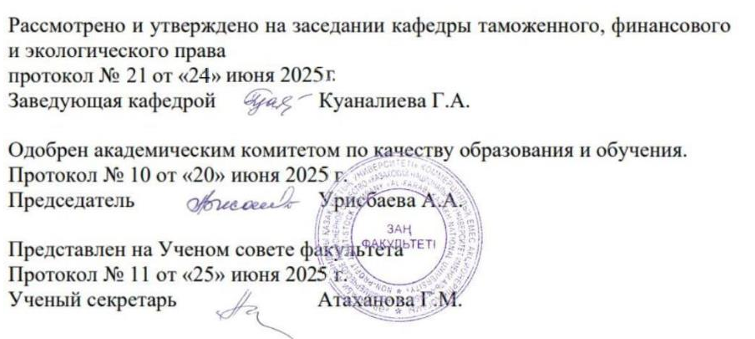 Рассмотрено и утверждено на заседании кафедры таможенного, финансового
и экологического права
протокол № 21 от «24» июня 2025г.
Заведующая кафедрой Куаналиева Г.А.
Одобрен академическим комитетом по качеству образования и обучения.
Протокол № 10 от «20» июня 2025 г.
Председатель Урисбаева А.А.
ЗАҢ
ФАКУЛЬТЕТІ
Представлен на Ученом совете факультета
Протокол № 11 от «25» июня 2025 г.
Ученый секретарь Атаханова Г.М.